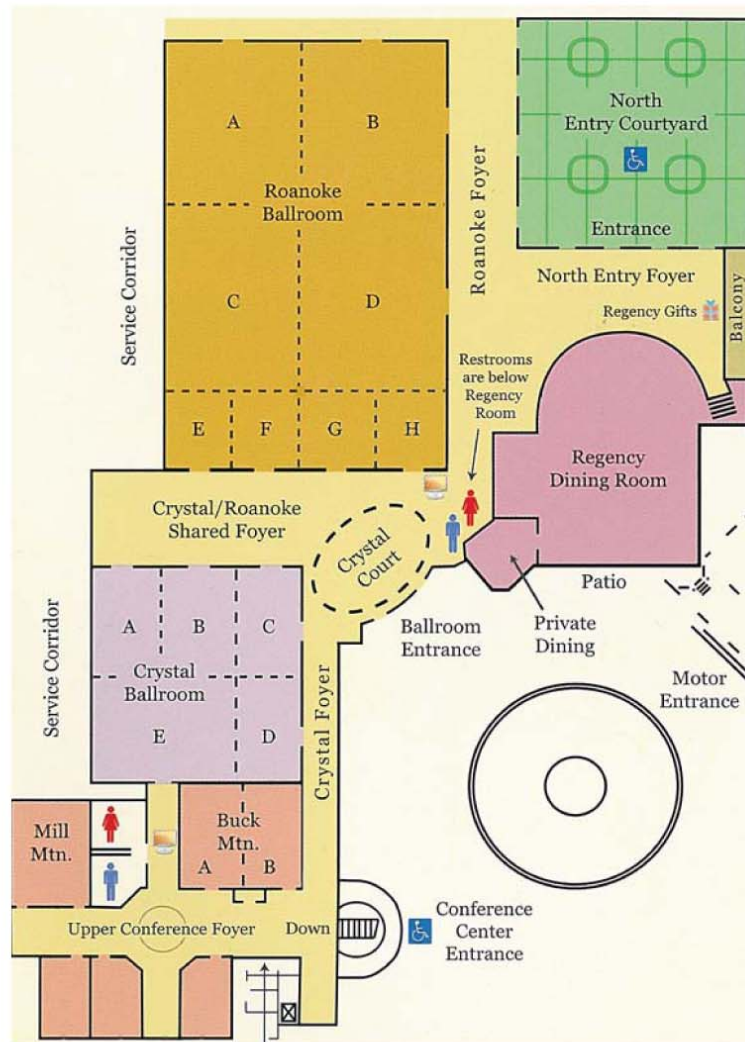 A
B
Roanoke
Ballroom
C
D
E
F
G
H
Service Corridor
Roanoke Foyer
North
Entry Courtyard
Entrance
North Entry Foyer
Regency Gifts
Balcony
Restrooms
are below
Regency
Room
Regency
Dining Room
Crystal/Roanoke
Shared Foyer
Crystal
Court
Patio
Ballroom
Entrance
Private
Dining
Motor
Entrance
Service Corridor
A
B
C
Crystal
Ballroom
E
D
Crystal Foyer
Mill
Mtn.
Buck
Mtn.
A
B
Upper Conference Foyer
Down
Conference
Center
Entrance